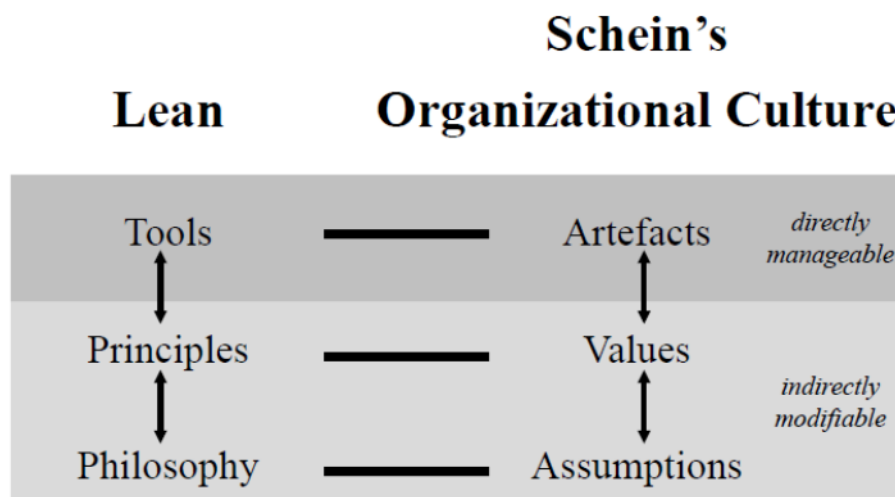 Schein's
Lean Organizational Culture
Tools Artefacts directly
manageable
Principles Values
indirectly
modifiable
Philosophy Assumptions